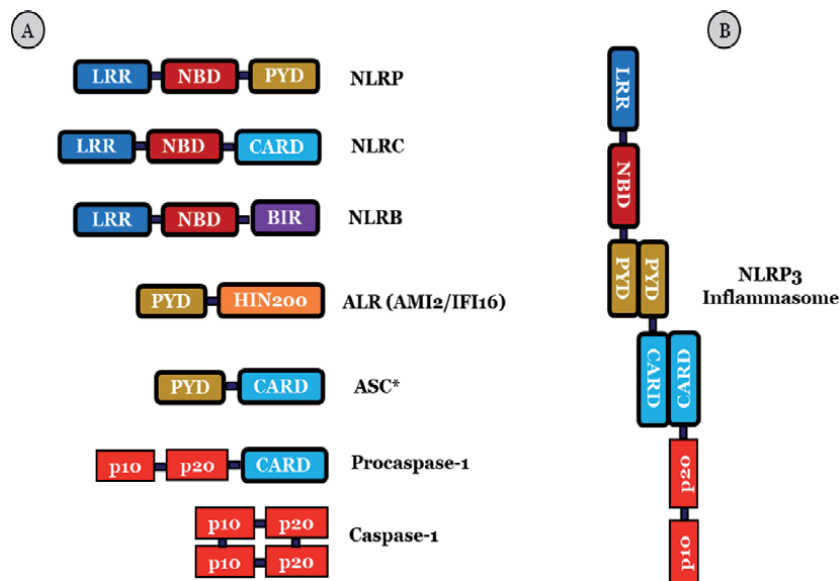 A
LRR NBD PYD NLRP
LRR NBD CARD NLRC
LRR NBD BIR NLRB
PYD HIN200 ALR (AMI2/IFI16)
PYD CARD ASC*
p10 p20 CARD Procaspase-1
p10 p20
p10 p20
Caspase-1
B
LRR
NBD
PYD PYD
CARD CARD
p20
p10
NLRP3
Inflammasome